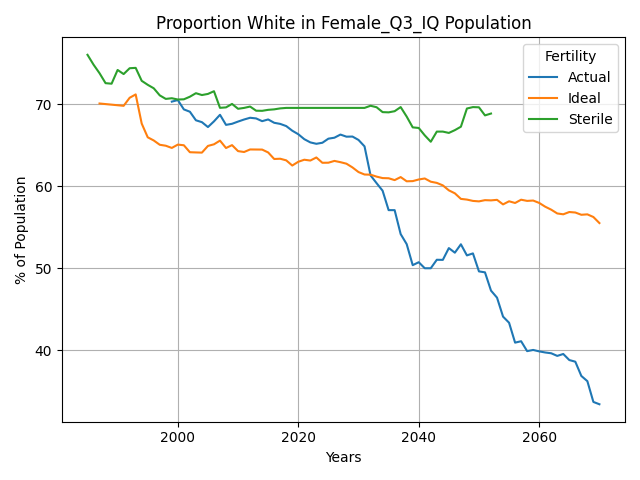 Proportion White in Female_Q3_IQ Population
Fertility
Actual
Ideal
Sterile
% of Population
70
60
50
40
2000
2020
2040
2060
Years